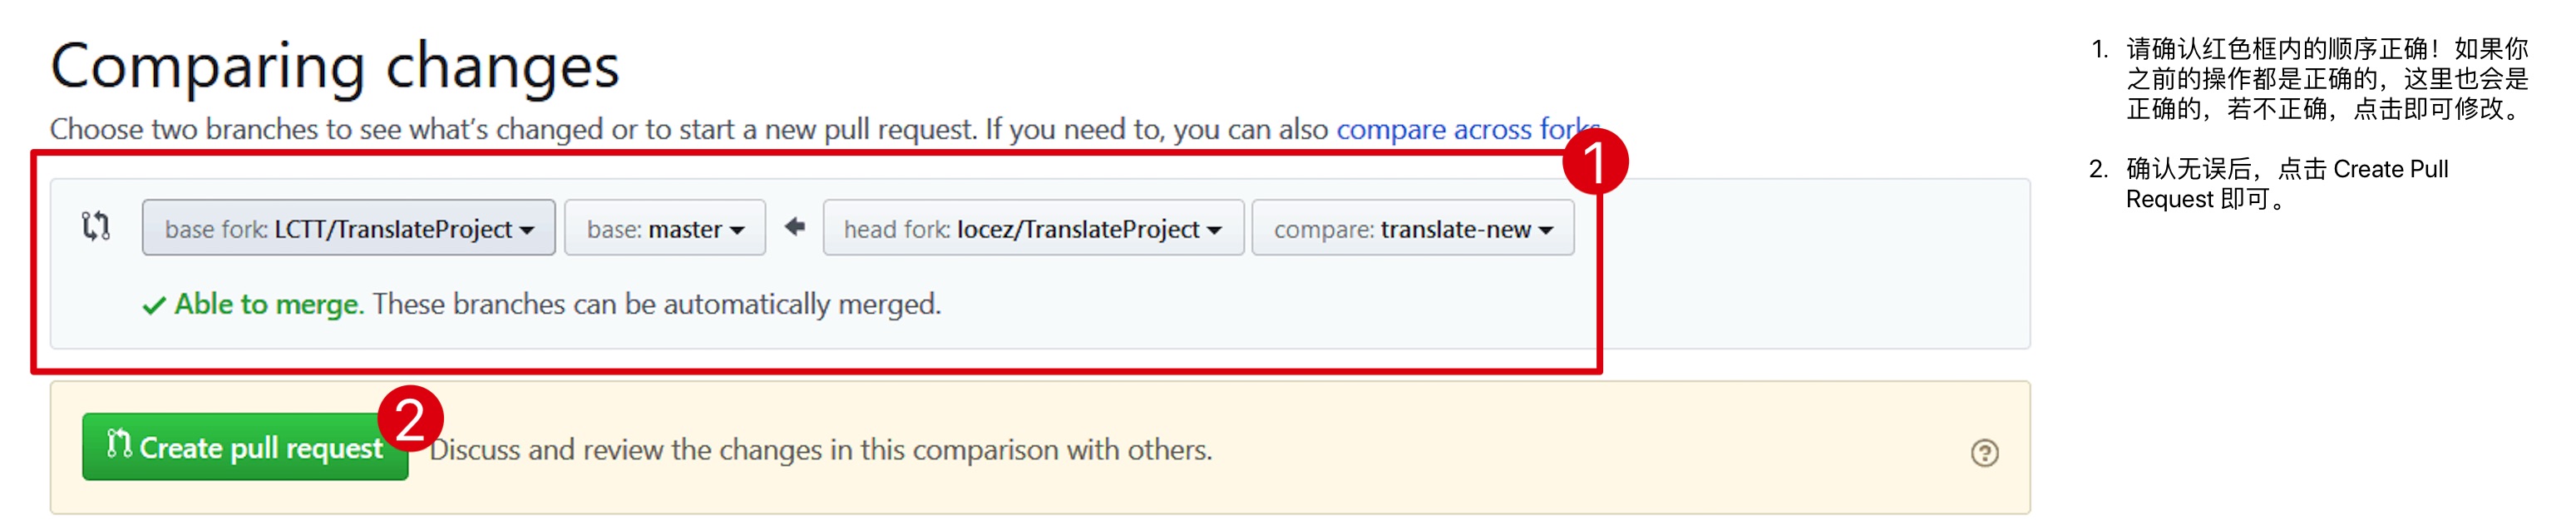 Comparing changes
Choose two branches to see what's changed or to start a new pull request. If you need to, you can also compare across forks.
1
base fork: LCTT/TranslateProject base: master head fork: locez/TranslateProject compare: translate-new
Able to merge. These branches can be automatically merged.
2
Create pull request Discuss and review the changes in this comparison with others.
1. 请确认红色框内的顺序正确！如果你
之前的操作都是正确的，这里也会是
正确的，若不正确，点击即可修改。
2. 确认无误后，点击 Create Pull
Request 即可。